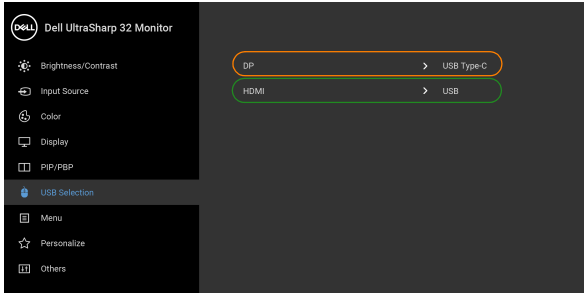 DELL Dell UltraSharp 32 Monitor
Brightness/Contrast
Input Source
Color
Display
PIP/PBP
USB Selection
Menu
Personalize
Others
DP > USB Type-C
HDMI > USB